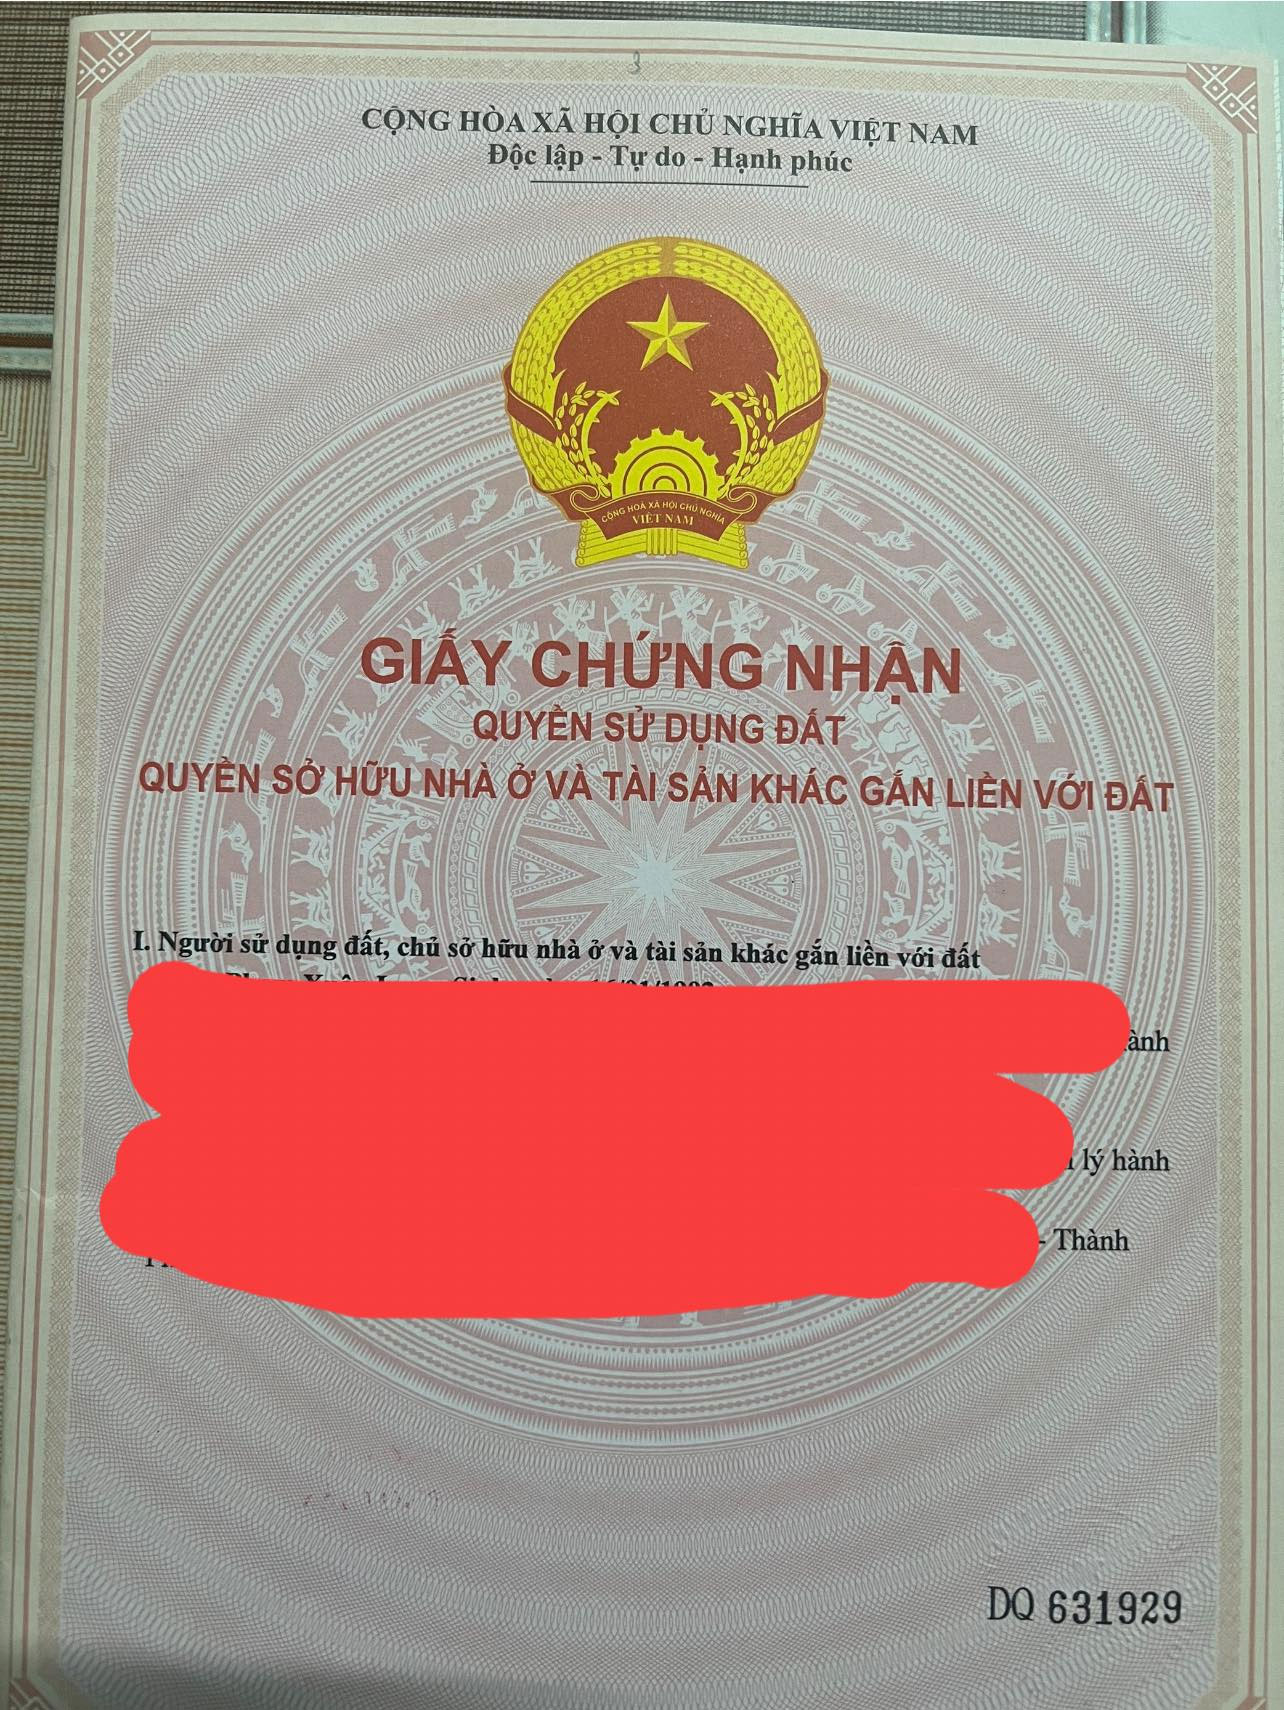 3
CỘNG HÒA XÃ HỘI CHỦ NGHĨA VIỆT NAM
Độc lập - Tự do - Hạnh phúc
CỘNG HOÀ XÃ HỘI CHỦ NGHĨA
VIỆT NAM
GIẤY CHỨNG NHẬN
QUYỀN SỬ DỤNG ĐẤT
QUYỀN SỞ HỮU NHÀ Ở VÀ TÀI SẢN KHÁC GẮN LIỀN VỚI ĐẤT
I. Người sử dụng đất, chủ sở hữu nhà ở và tài sản khác gắn liền với đất
lý hành
- Thành
DQ 631929